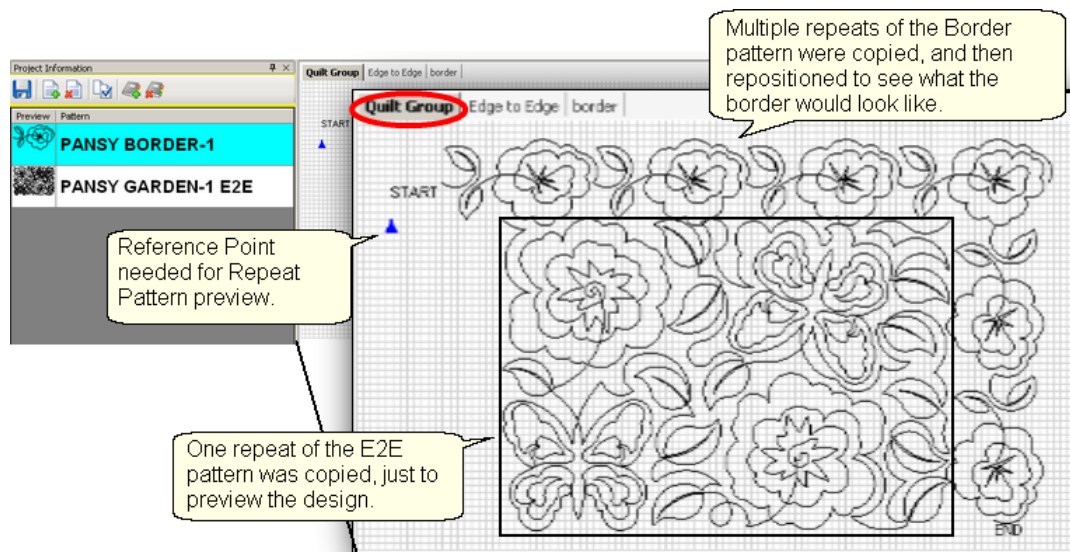 Multiple repeats of the Border
pattern were copied, and then
repositioned to see what the
border would look like.
Project Information
Quilt Group Edge to Edge border
Preview Pattern
PANSY BORDER-1
PANSY GARDEN-1 E2E
START
Quilt Group Edge to Edge border
START
Reference Point
needed for Repeat
Pattern preview.
One repeat of the E2E
pattern was copied, just to
preview the design.
END